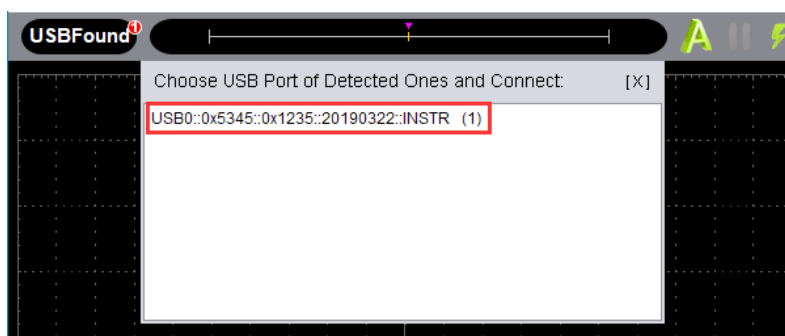 USBFound 1
A
Choose USB Port of Detected Ones and Connect: [X]
USB0::0x5345::0x1235::20190322::INSTR (1)